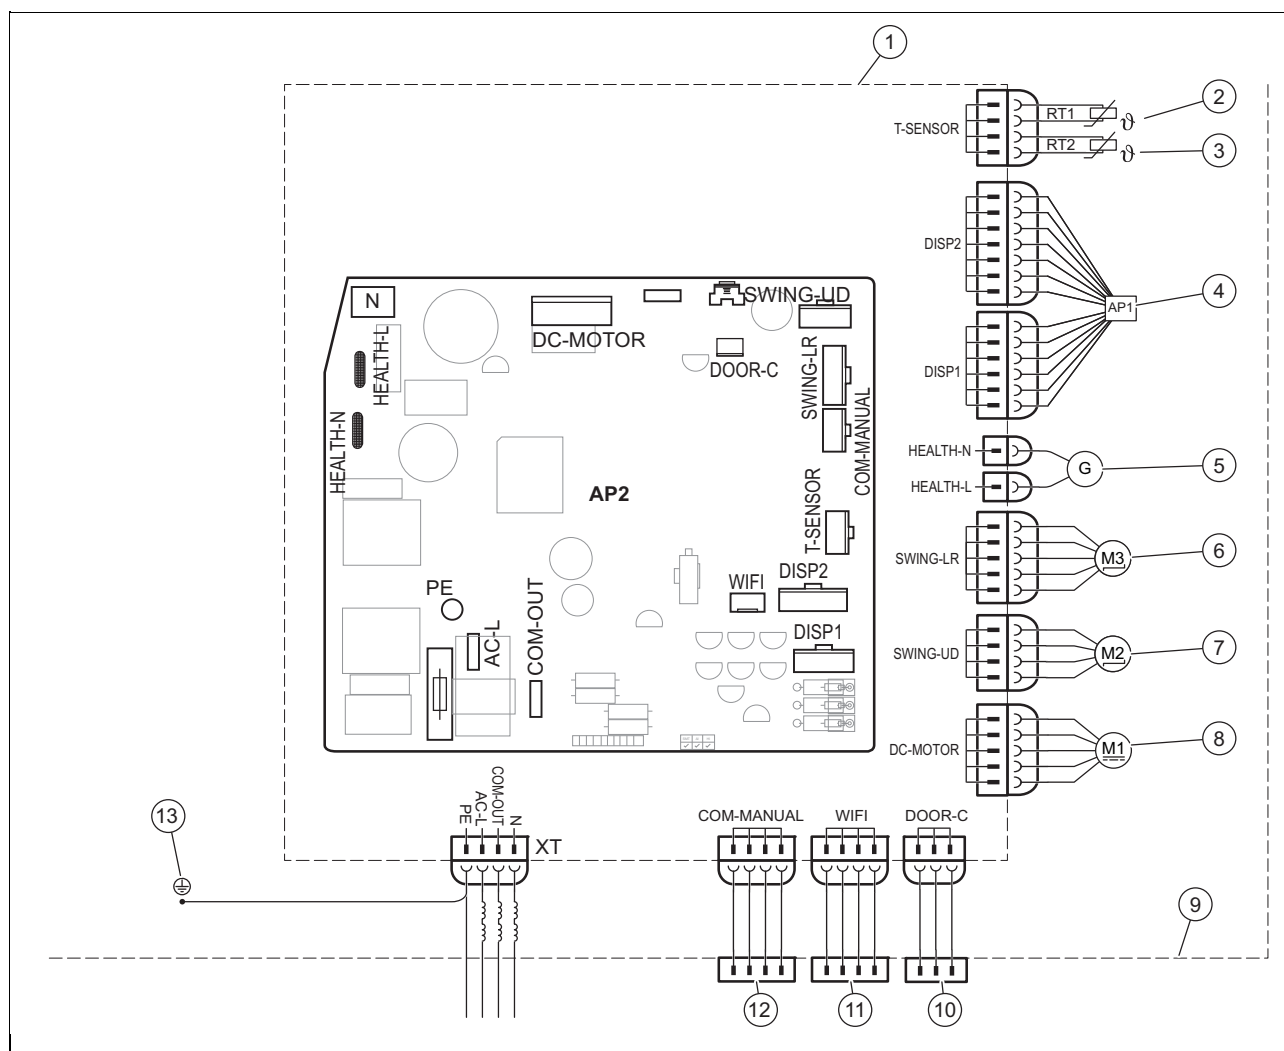 1
2
RT1
ϑ
T-SENSOR
RT2
ϑ
3
DISP2
AP1
4
DISP1
HEALTH-N
G
5
HEALTH-L
SWING-LR
M3
6
SWING-UD
M2
7
DC-MOTOR
M1
8
N
SWING-UD
DC-MOTOR
DOOR-C
HEALTH-L
SWING-LR
HEALTH-N
COM-MANUAL
AP2
T-SENSOR
WIFI
DISP2
PE
AC-L
COM-OUT
DISP1
PE
AC-L
COM-OUT
N
XT
COM-MANUAL
WIFI
DOOR-C
13
9
12
11
10